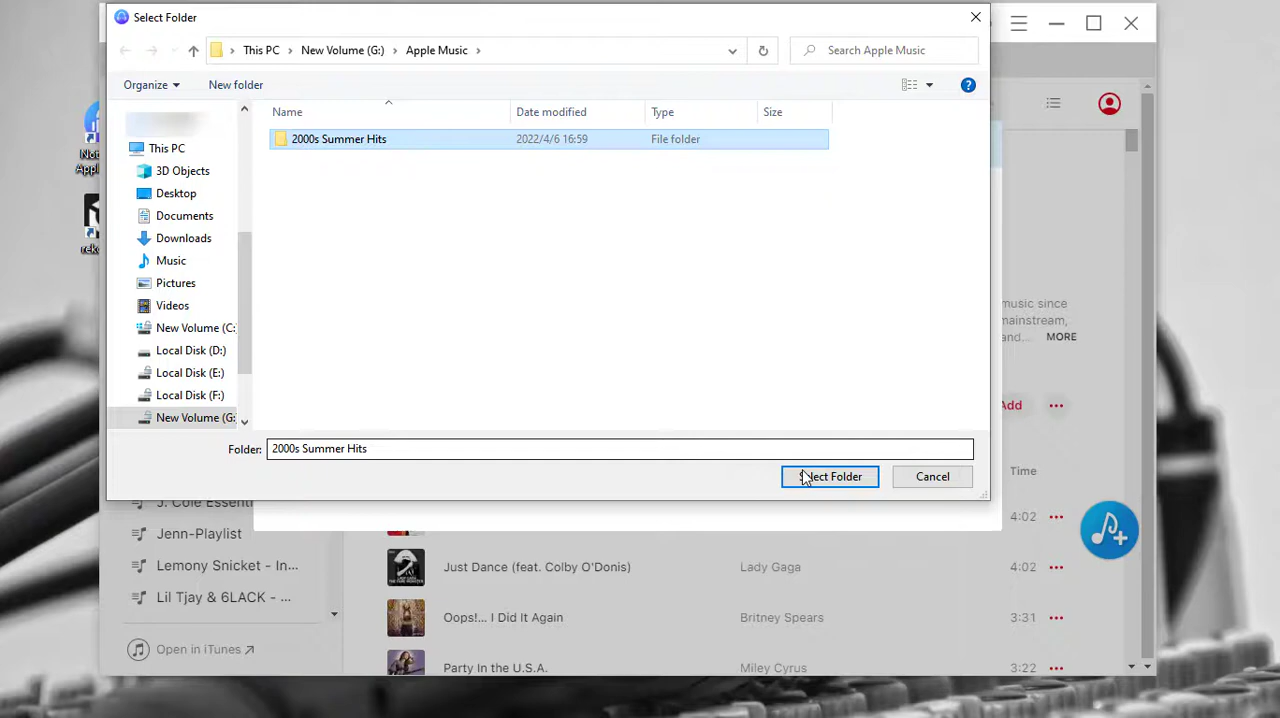 Select Folder
This PC
New Volume (G:)
Apple Music
Search Apple Music
Organize
New folder
Name
Date modified
Type
Size
2000s Summer Hits
2022/4/6 16:59
File folder
This PC
3D Objects
Desktop
Documents
Downloads
Music
Pictures
Videos
New Volume (C:
Local Disk (D:)
Local Disk (E:)
Local Disk (F:)
New Volume (G:
Folder:
2000s Summer Hits
Select Folder
Cancel
music since
mainstream,
and...
MORE
Add
Time
J. Cole Essenti
4:02
Jenn-Playlist
Lemony Snicket - In...
Just Dance (feat. Colby O'Donis)
Lady Gaga
4:02
Lil Tjay & 6LACK - ...
Oops!... I Did It Again
Britney Spears
3:31
Open in iTunes
Party In the U.S.A.
Miley Cyrus
3:22